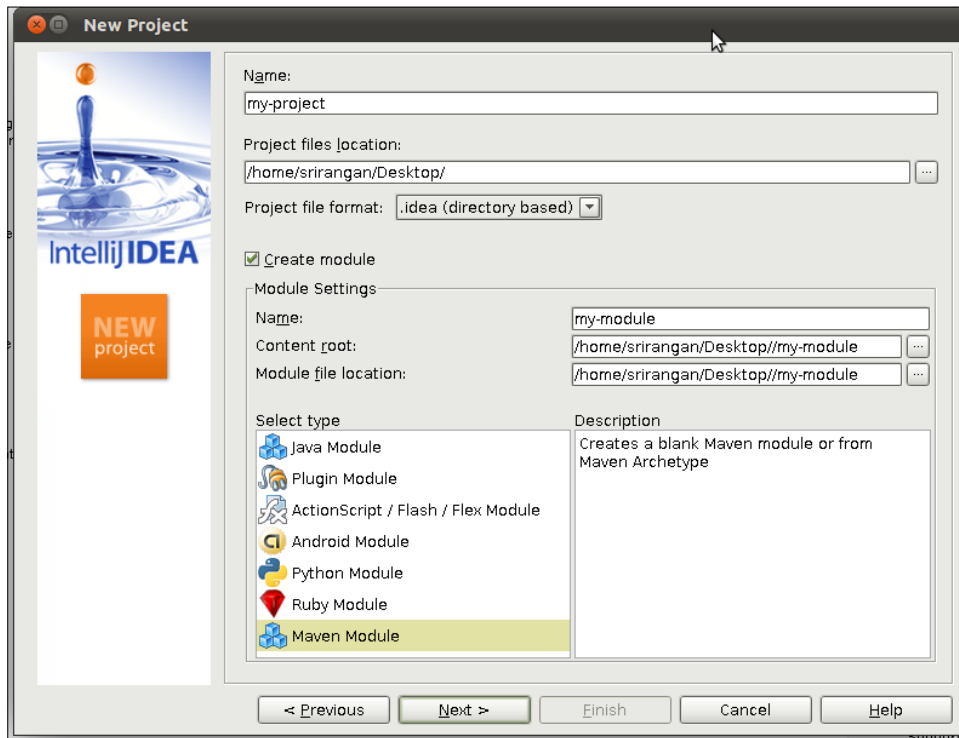 New Project
IntelliJIDEA
NEW
project
Name:
my-project
Project files location:
/home/srirangan/Desktop/
...
Project file format: .idea (directory based)
Create module
Module Settings
Name: my-module
Content root: /home/srirangan/Desktop//my-module ...
Module file location: /home/srirangan/Desktop//my-module ...
Select type
Java Module
Plugin Module
ActionScript / Flash / Flex Module
Android Module
Python Module
Ruby Module
Maven Module
Description
Creates a blank Maven module or from
Maven Archetype
< Previous Next > Finish Cancel Help